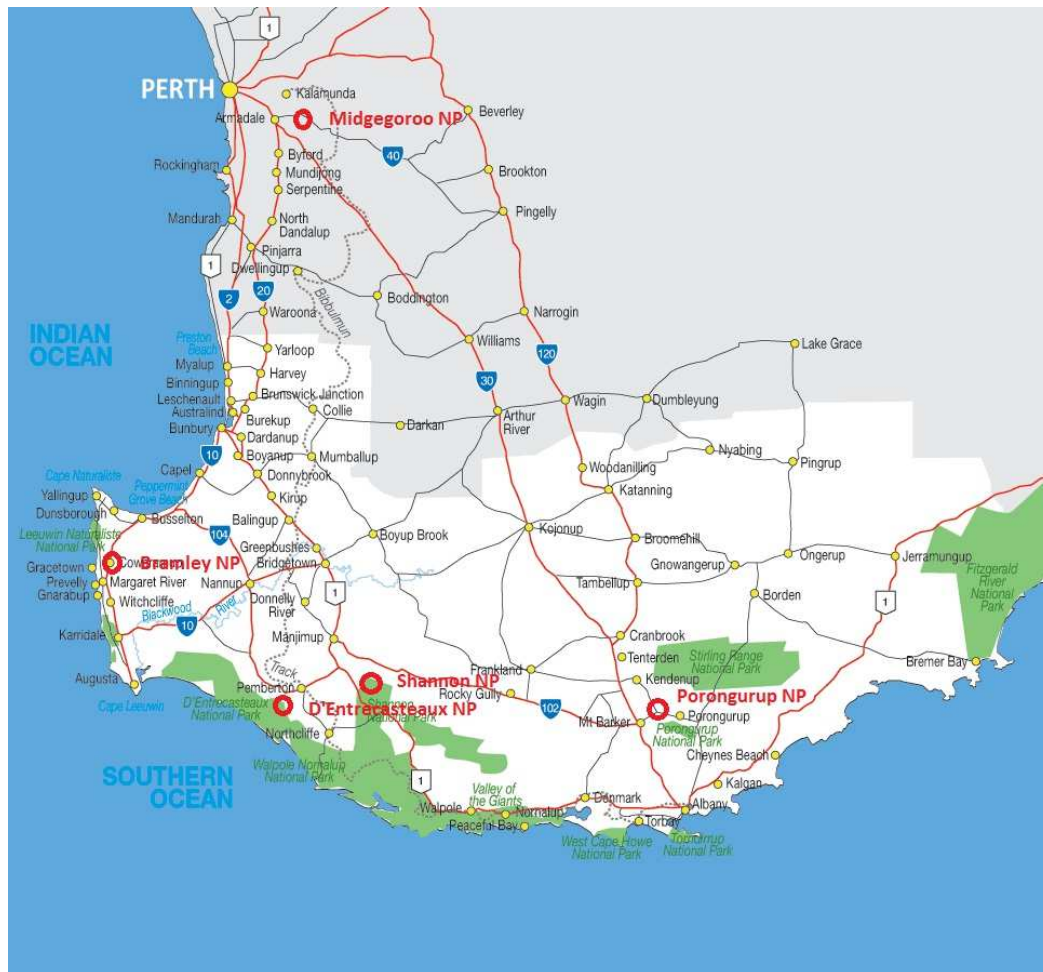 1
PERTH
Kalamunda
Armadale
Midgegoroo NP
Beverley
Byford
40
Rockingham
Mundijong
Brookton
Serpentine
Pingelly
Mandurah
North
Dandalup
Pinjarra
1
Dwellingup
20
2
Boddington
Bibbulmun
Waroona
Narrogin
INDIAN
OCEAN
Preston
Beach
Yarloop
Williams
Lake Grace
120
Myalup
Harvey
Binningup
30
Leschenault
Brunswick Junction
Australind
Collie
Wagin
Dumbleyung
Burekup
Arthur
River
Bunbury
Darkan
Dardanup
10
Boyanup
Mumballup
Nyabing
Cape Naturaliste
Capel
Woodanilling
Pingrup
Peppermint
Grove Beach
Donnybrook
Yallingup
Kirup
Katanning
Dunsborough
Busselton
Balingup
Kojonup
Leeuwin Naturaliste
National Park
104
Boyup Brook
Broomehill
Greenbushes
Ongerup
Jerramungup
Bramley NP
Bridgetown
Gnowangerup
Gracetown
Fitzgerald
River
National
Park
Margaret River
Nannup
1
Tambellup
Prevelly
Gnarabup
Witchcliffe
Donnelly
River
Borden
1
Blackwood
River
10
Karridale
Manjimup
Cranbrook
Tenterden
Stirling Range
National Park
Bremer Bay
Track
Frankland
Augusta
Pemberton
Shannon NP
Kendenup
Rocky Gully
Porongurup NP
Cape Leeuwin
D'Entrecasteaux
National Park
D'Entrecasteaux NP
Shannon
National Park
102
Mt Barker
Porongurup
Porongurup
National Park
Northcliffe
Cheynes Beach
Walpole Nornalup
National Park
SOUTHERN
OCEAN
1
Kalgan
Valley of
the Giants
Denmark
Albany
Walpole
Nornalup
Torbay
Peaceful Bay
West Cape Howe
National Park
Torndirrup
National Park